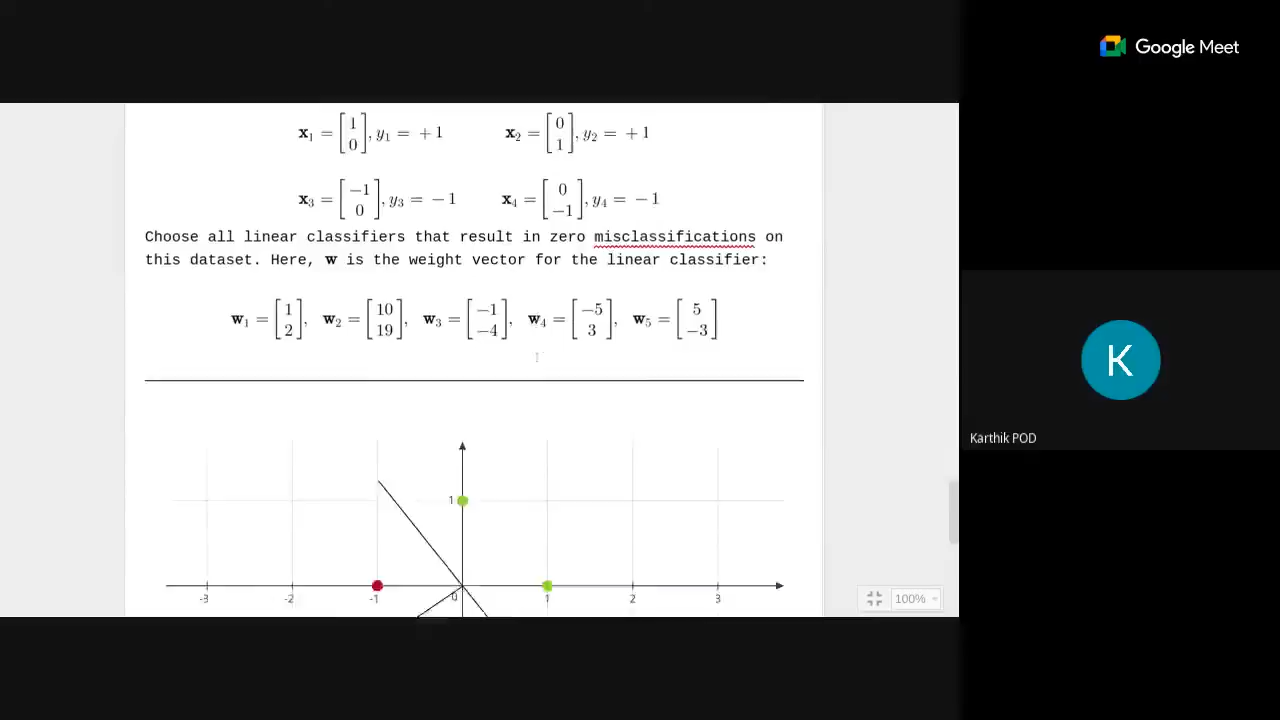 Google Meet
x₁ = [1 0], y₁ = +1 x₂ = [0 1], y₂ = +1
x₃ = [−1 0], y₃ = −1 x₄ = [0 −1], y₄ = −1
Choose all linear classifiers that result in zero misclassifications on
this dataset. Here, w is the weight vector for the linear classifier:
w₁ = [1 2], w₂ = [10 19], w₃ = [−1 −4], w₄ = [−5 3], w₅ = [5 −3]
K
Karthik POD
1
-3 -2 -1 0 1 2 3
100%